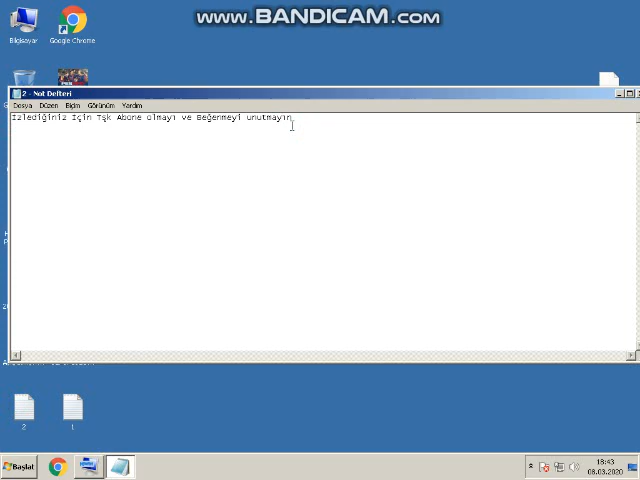 www.BANDICAM.com
Bilgisayar
Google Chrome
2 - Not Defteri
Dosya Düzen Biçim Görünüm Yardım
İzlediğiniz İçin Tşk Abone olmayı ve Beğenmeyi unutmayın
2
1
Başlat
18:43
08.03.2020